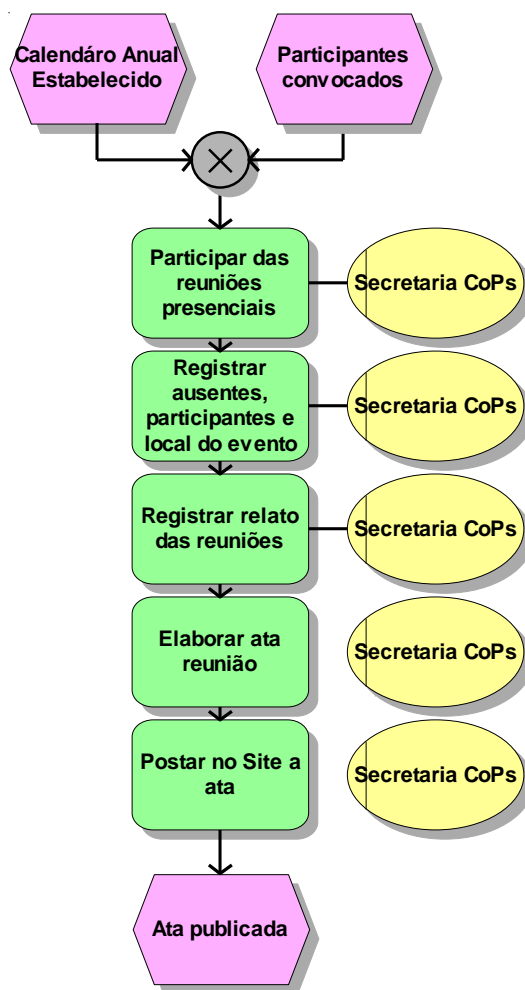 Calendáro Anual
Estabelecido
Participantes
convocados
Participar das
reuniões
presenciais
Secretaria CoPs
Registrar
ausentes,
participantes e
local do evento
Secretaria CoPs
Registrar relato
das reuniões
Secretaria CoPs
Elaborar ata
reunião
Secretaria CoPs
Postar no Site a
ata
Secretaria CoPs
Ata publicada